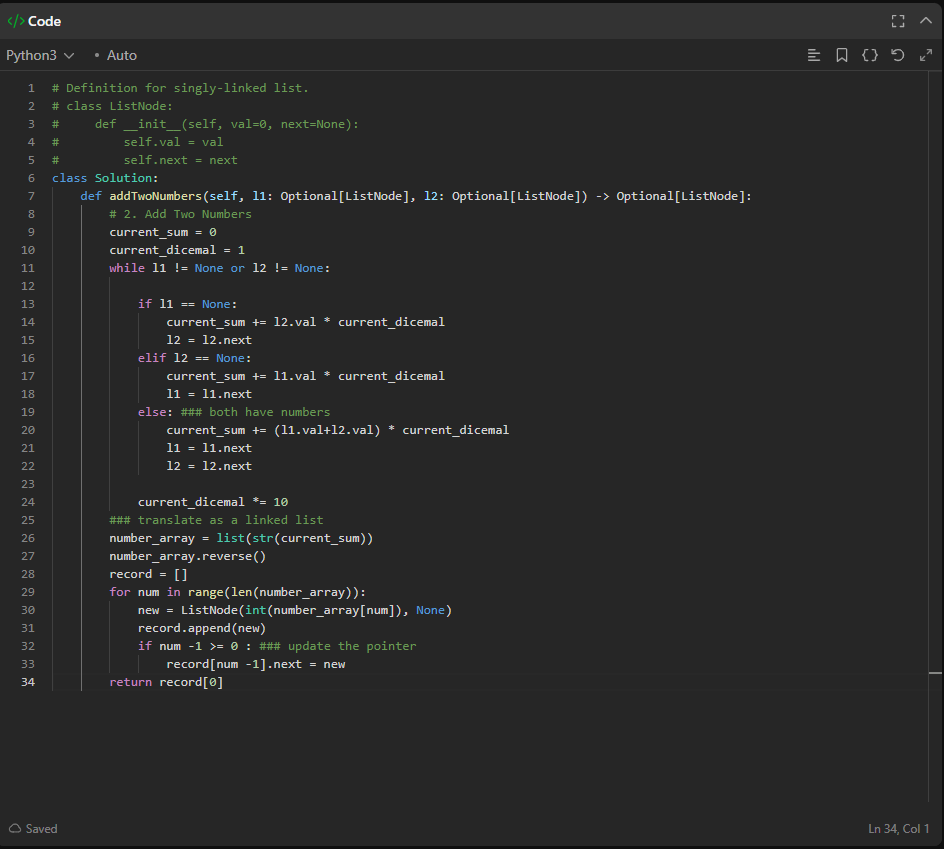 </> Code
Python3 • Auto
1 # Definition for singly-linked list.
2 # class ListNode:
3 #     def __init__(self, val=0, next=None):
4 #         self.val = val
5 #         self.next = next
6 class Solution:
7     def addTwoNumbers(self, l1: Optional[ListNode], l2: Optional[ListNode]) -> Optional[ListNode]:
8         # 2. Add Two Numbers
9         current_sum = 0
10         current_dicemal = 1
11         while l1 != None or l2 != None:
12
13             if l1 == None:
14                 current_sum += l2.val * current_dicemal
15                 l2 = l2.next
16             elif l2 == None:
17                 current_sum += l1.val * current_dicemal
18                 l1 = l1.next
19             else: ### both have numbers
20                 current_sum += (l1.val+l2.val) * current_dicemal
21                 l1 = l1.next
22                 l2 = l2.next
23
24             current_dicemal *= 10
25         ### translate as a linked list
26         number_array = list(str(current_sum))
27         number_array.reverse()
28         record = []
29         for num in range(len(number_array)):
30             new = ListNode(int(number_array[num]), None)
31             record.append(new)
32             if num -1 >= 0 : ### update the pointer
33                 record[num -1].next = new
34         return record[0]
Saved Ln 34, Col 1